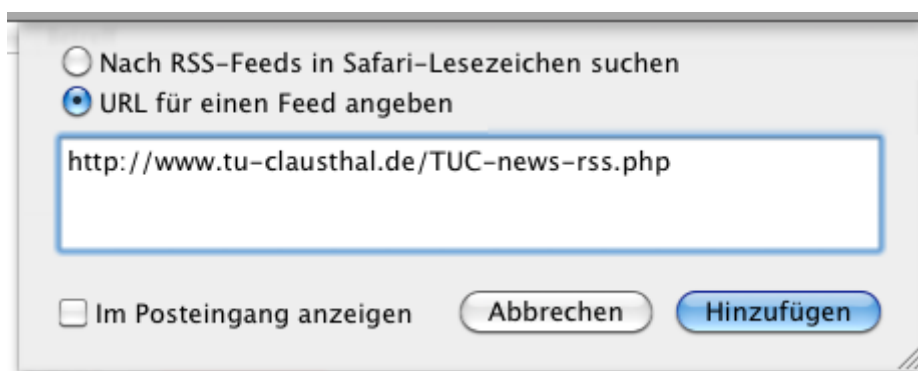 Nach RSS-Feeds in Safari-Lesezeichen suchen
URL für einen Feed angeben
http://www.tu-clausthal.de/TUC-news-rss.php
Im Posteingang anzeigen
Abbrechen
Hinzufügen